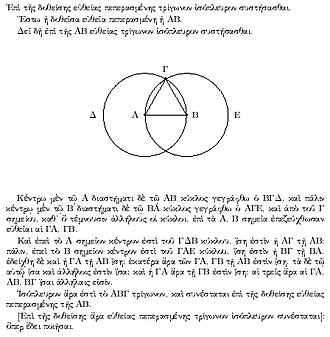 Ἐπὶ τῆς δοθείσης εὐθείας πεπερασμένης τρίγωνον ἰσόπλευρον συστήσασθαι.
Ἔστω ἡ δοθεῖσα εὐθεῖα πεπερασμένη ἡ ΑΒ.
Δεῖ δὴ ἐπὶ τῆς ΑΒ εὐθείας τρίγωνον ἰσόπλευρον συστήσασθαι.
Γ
Δ Α Β Ε
Κέντρῳ μὲν τῷ Α διαστήματι δὲ τῷ ΑΒ κύκλος γεγράφθω ὁ ΒΓΔ, καὶ πάλιν
κέντρῳ μὲν τῷ Β διαστήματι δὲ τῷ ΒΑ κύκλος γεγράφθω ὁ ΑΓΕ, καὶ ἀπὸ τοῦ Γ
σημείου, καθ’ ὃ τέμνουσιν ἀλλήλους οἱ κύκλοι, ἐπὶ τὰ Α, Β σημεῖα ἐπεζεύχθωσαν
εὐθεῖαι αἱ ΓΑ, ΓΒ.
Καὶ ἐπεὶ τὸ Α σημεῖον κέντρον ἐστὶ τοῦ ΓΔΒ κύκλου, ἴση ἐστὶν ἡ ΑΓ τῇ ΑΒ·
πάλιν, ἐπεὶ τὸ Β σημεῖον κέντρον ἐστὶ τοῦ ΓΑΕ κύκλου, ἴση ἐστὶν ἡ ΒΓ τῇ ΒΑ.
ἐδείχθη δὲ καὶ ἡ ΓΑ τῇ ΑΒ ἴση· ἑκατέρα ἄρα τῶν ΓΑ, ΓΒ τῇ ΑΒ ἐστὶν ἴση. τὰ δὲ τῷ
αὐτῷ ἴσα καὶ ἀλλήλοις ἐστὶν ἴσα· καὶ ἡ ΓΑ ἄρα τῇ ΓΒ ἐστὶν ἴση· αἱ τρεῖς ἄρα αἱ ΓΑ,
ΑΒ, ΒΓ ἴσαι ἀλλήλαις εἰσίν.
Ἰσόπλευρον ἄρα ἐστὶ τὸ ΑΒΓ τρίγωνον. καὶ συνέσταται ἐπὶ τῆς δοθείσης εὐθείας
πεπερασμένης τῆς ΑΒ.
[Ἐπὶ τῆς δοθείσης ἄρα εὐθείας πεπερασμένης τρίγωνον ἰσόπλευρον συνέσταται]·
ὅπερ ἔδει ποιῆσαι.